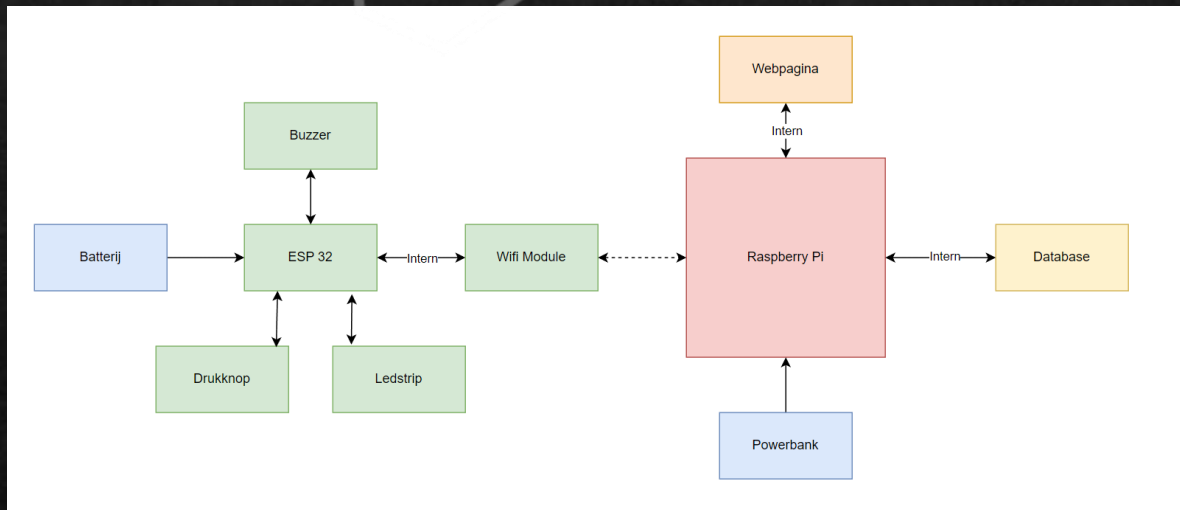 Webpagina
Intern
Buzzer
Batterij
ESP 32
Intern
Wifi Module
Raspberry Pi
Intern
Database
Drukknop
Ledstrip
Powerbank